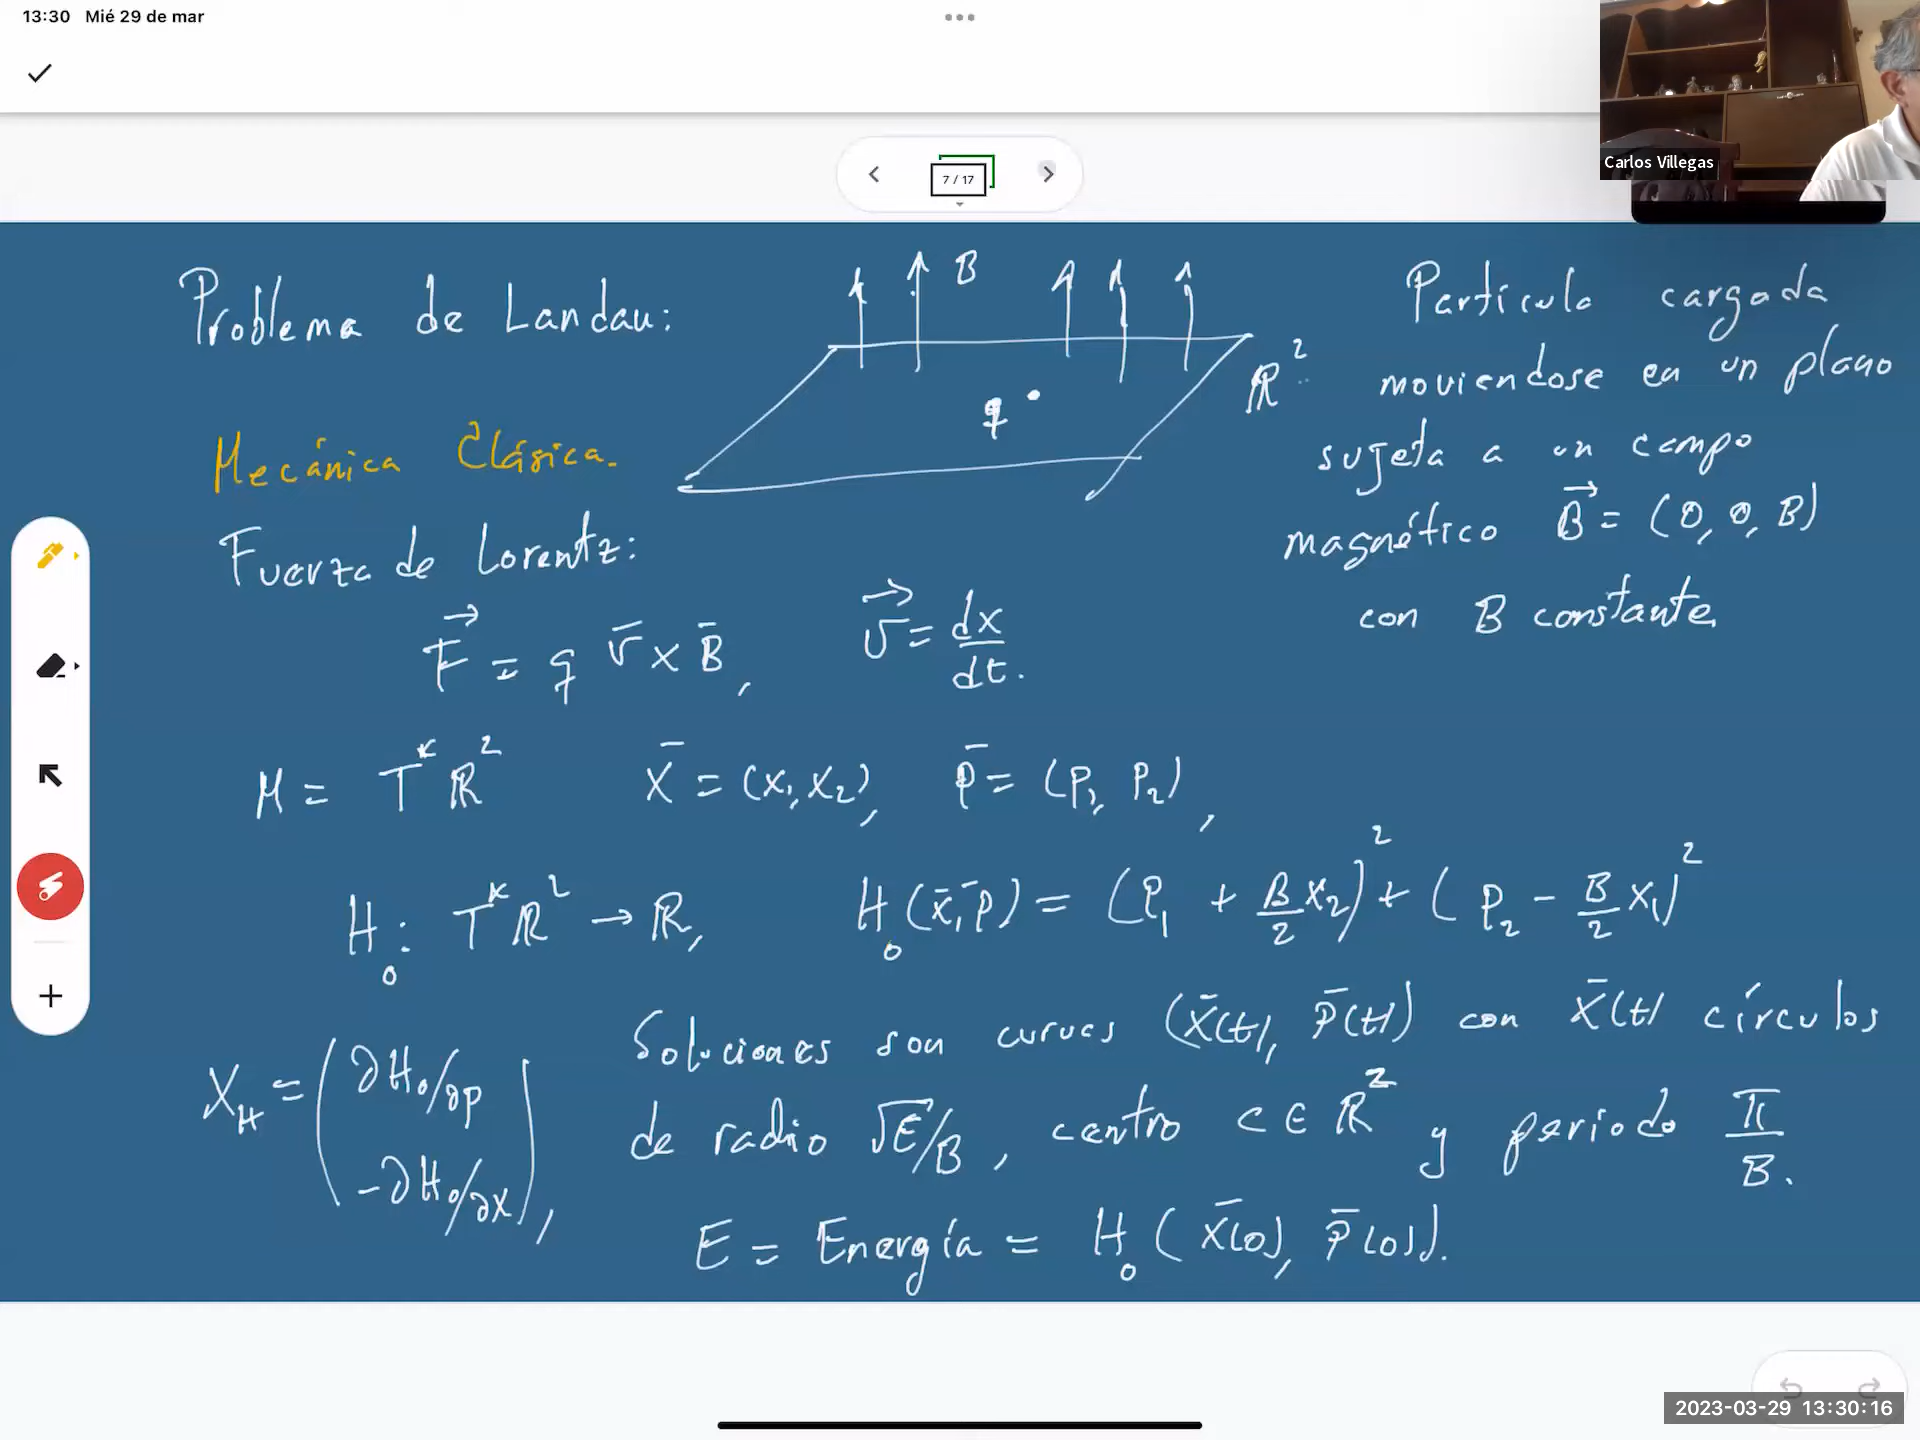 13:30 Mié 29 de mar
Carlos Villegas
7 / 17
Problema de Landau:
B
q
ℝ²
Partícula cargada
moviendose en un plano
sujeta a un campo
magnético B⃗ = (0, 0, B)
con B constante
Mecánica Clásica.
Fuerza de Lorentz:
F⃗ = q v̄ × B̄, v⃗ = dx/dt.
M = T*ℝ² x̄ = (x₁, x₂), p̄ = (p₁, p₂),
H₀: T*ℝ² → ℝ, H₀(x̄, p̄) = (p₁ + B/2 x₂)² + (p₂ - B/2 x₁)²
X_H = (∂H₀/∂p
-∂H₀/∂x),
Soluciones son curvas (x̄(t), p̄(t)) con x̄(t) círculos
de radio √E/B, centro c ∈ ℝ² y periodo π/B.
E = Energía = H₀(x̄(0), p̄(0)).
2023-03-29 13:30:16